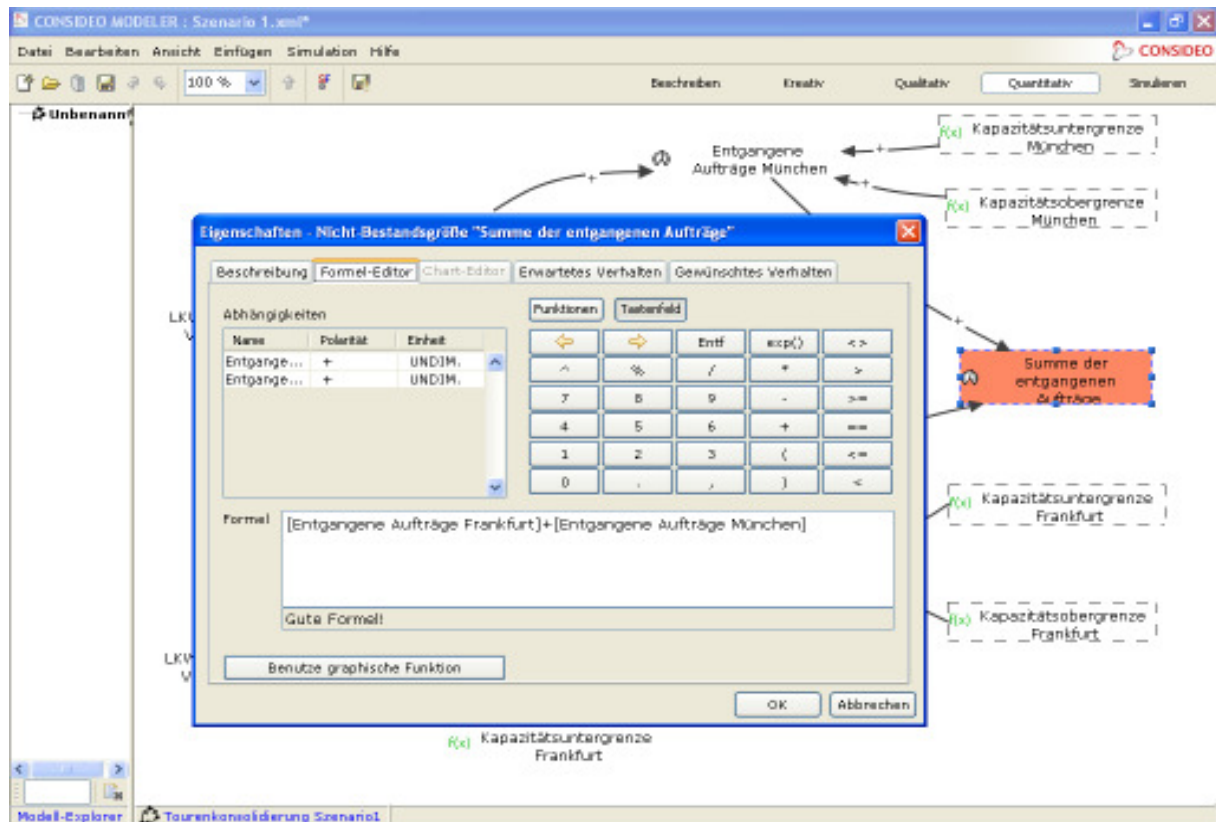 CONSIDEO MODELER : Szenario 1.xml*
Datei Bearbeiten Ansicht Einfügen Simulation Hilfe
CONSIDEO
100 %
Beschreiben Kreativ Qualitativ Quantitativ Simulieren
Unbenannt
Entgangene
Aufträge München
f(x) Kapazitätsuntergrenze
München
f(x) Kapazitätsobergrenze
München
+
+
+
Eigenschaften - Nicht-Bestandsgröße "Summe der entgangenen Aufträge"
Beschreibung Formel-Editor Chart-Editor Erwartetes Verhalten Gewünschtes Verhalten
Abhängigkeiten
Funktionen Tastenfeld
Name Polarität Einheit
Entgange... + UNDIM.
Entgange... + UNDIM.
Entf exp() <>
^ % / * >
7 8 9 - >=
4 5 6 + ==
1 2 3 ( <=
0 . , ) <
Formel
[Entgangene Aufträge Frankfurt]+[Entgangene Aufträge München]
Gute Formel!
Benutze graphische Funktion
OK Abbrechen
LKW
V
+
Summe der
entgangenen
Aufträge
f(x) Kapazitätsuntergrenze
Frankfurt
f(x) Kapazitätsobergrenze
Frankfurt
LKW
V
f(x) Kapazitätsuntergrenze
Frankfurt
Modell-Explorer
Tourenkonsolidierung Szenario1